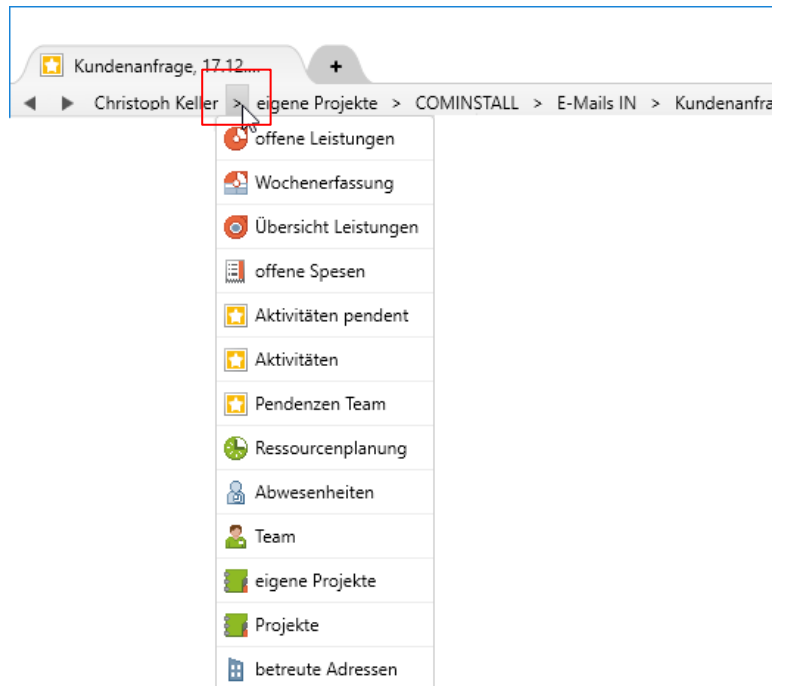 Kundenanfrage, 17.12....
+
Christoph Keller > eigene Projekte > COMINSTALL > E-Mails IN > Kundenanfra
offene Leistungen
Wochenerfassung
Übersicht Leistungen
offene Spesen
Aktivitäten pendent
Aktivitäten
Pendenzen Team
Ressourcenplanung
Abwesenheiten
Team
eigene Projekte
Projekte
betreute Adressen